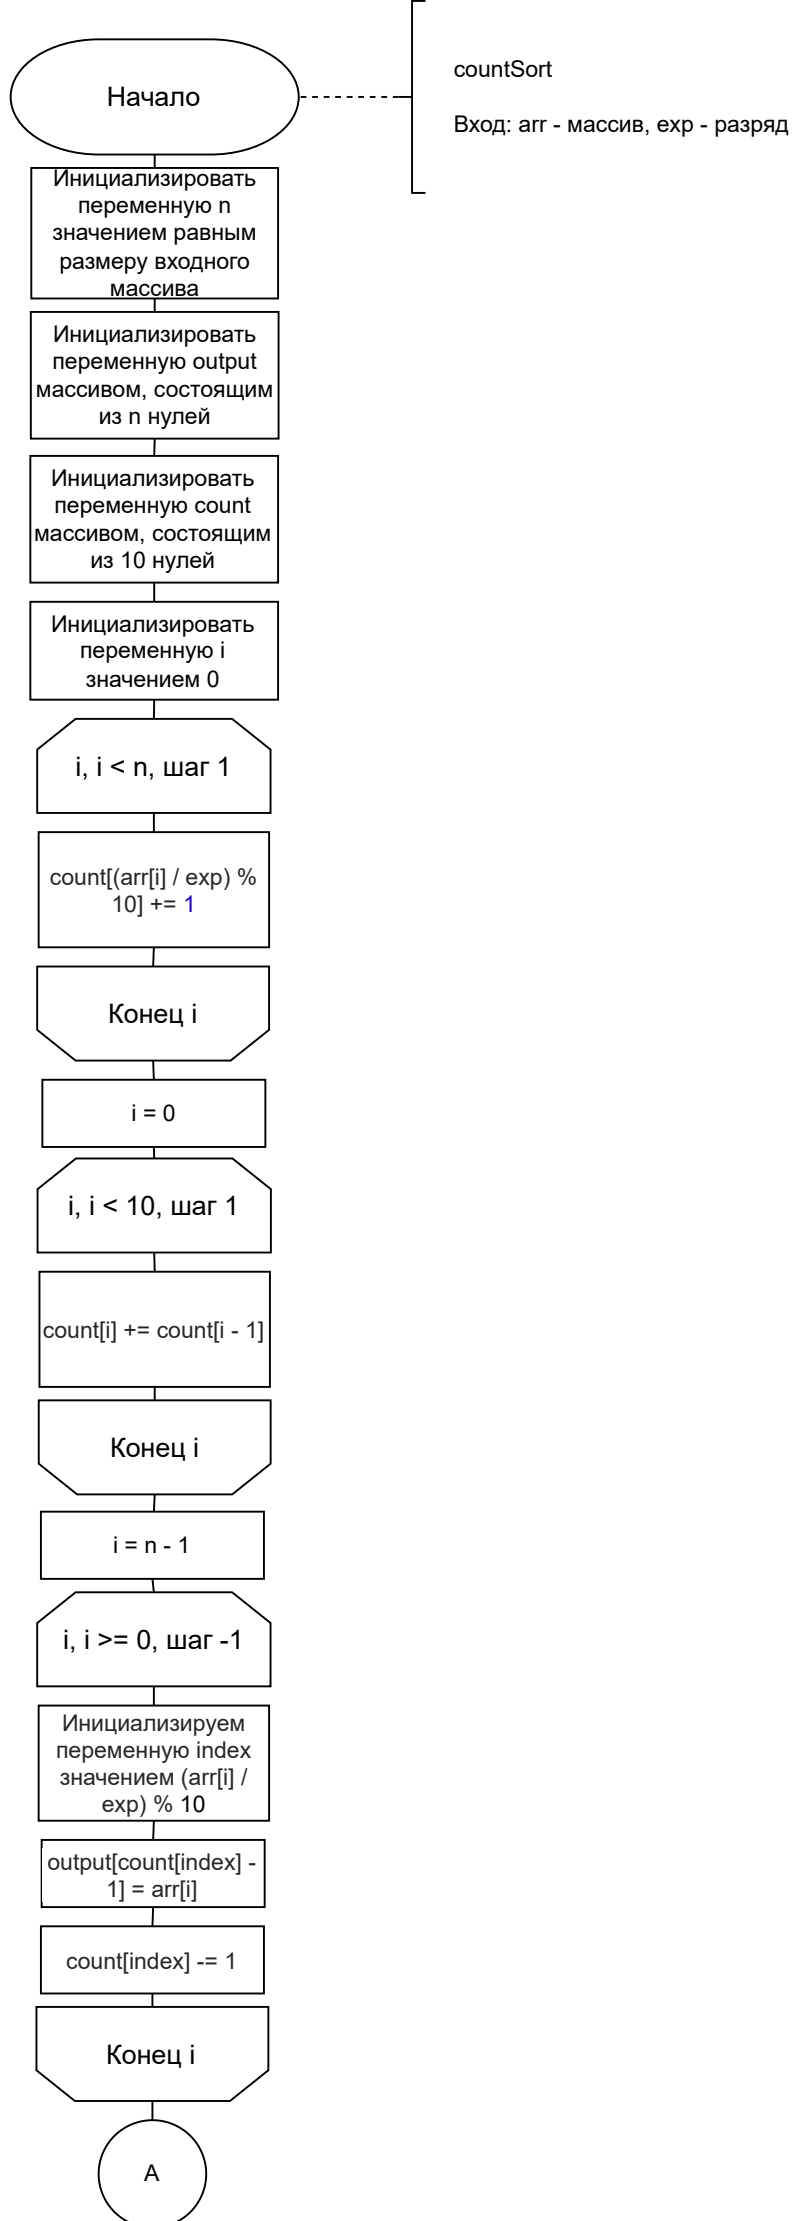 Начало
countSort
Вход: arr - массив, exp - разряд
Инициализировать
переменную n
значением равным
размеру входного
массива
Инициализировать
переменную output
массивом, состоящим
из n нулей
Инициализировать
переменную count
массивом, состоящим
из 10 нулей
Инициализировать
переменную i
значением 0
i, i < n, шаг 1
count[(arr[i] / exp) %
10] += 1
Конец i
i = 0
i, i < 10, шаг 1
count[i] += count[i - 1]
Конец i
i = n - 1
i, i >= 0, шаг -1
Инициализируем
переменную index
значением (arr[i] /
exp) % 10
output[count[index] -
1] = arr[i]
count[index] -= 1
Конец i
A